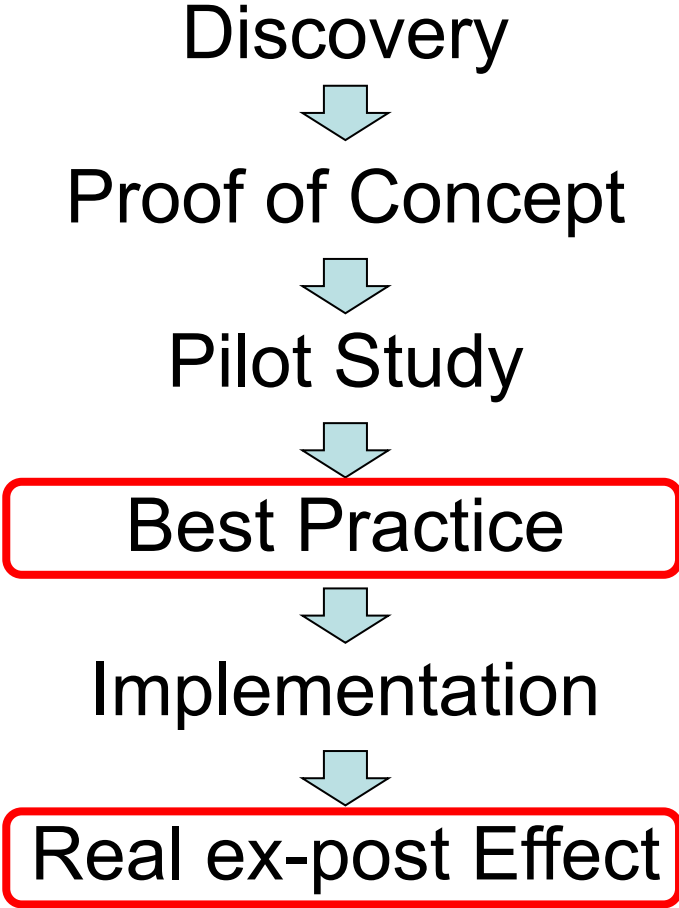 Discovery
Proof of Concept
Pilot Study
Best Practice
Implementation
Real ex-post Effect